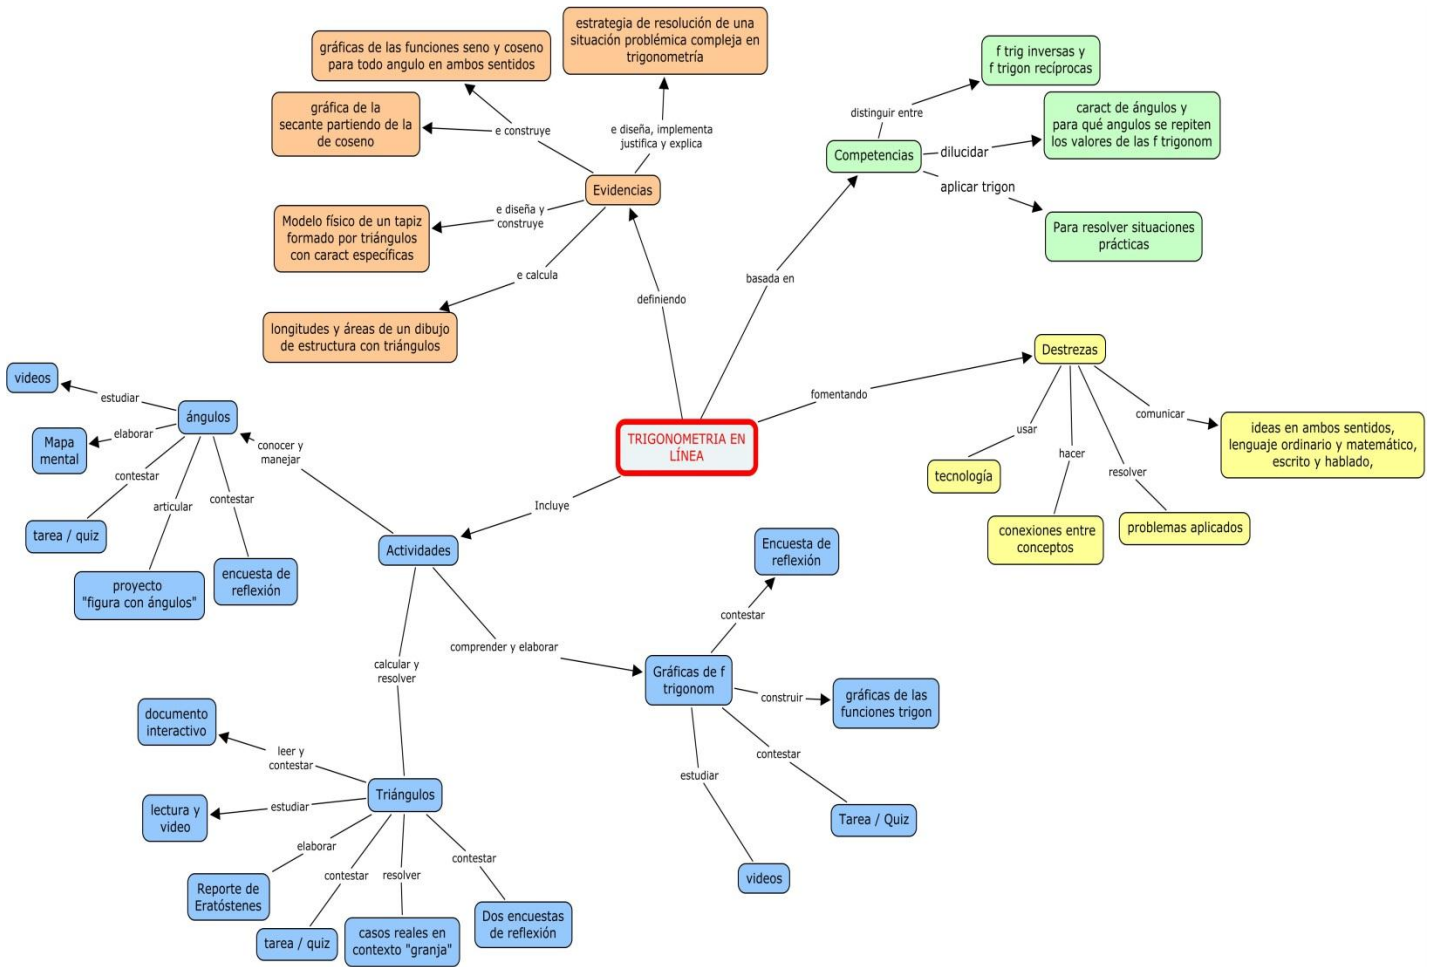 estrategia de resolución de una
situación problémica compleja en
trigonometría
gráficas de las funciones seno y coseno
para todo angulo en ambos sentidos
gráfica de la
secante partiendo de la
de coseno
e construye
e diseña, implementa
justifica y explica
Evidencias
Modelo físico de un tapiz
formado por triángulos
con caract específicas
e diseña y
construye
e calcula
longitudes y áreas de un dibujo
de estructura con triángulos
definiendo
f trig inversas y
f trigon recíprocas
distinguir entre
caract de ángulos y
para qué angulos se repiten
los valores de las f trigonom
Competencias
dilucidar
aplicar trigon
Para resolver situaciones
prácticas
basada en
TRIGONOMETRIA EN
LÍNEA
fomentando
Destrezas
usar
hacer
resolver
comunicar
tecnología
conexiones entre
conceptos
problemas aplicados
ideas en ambos sentidos,
lenguaje ordinario y matemático,
escrito y hablado,
Incluye
Actividades
conocer y
manejar
ángulos
estudiar
videos
elaborar
Mapa
mental
contestar
tarea / quiz
articular
proyecto
"figura con ángulos"
contestar
encuesta de
reflexión
calcular y
resolver
Triángulos
leer y
contestar
documento
interactivo
estudiar
lectura y
video
elaborar
Reporte de
Eratóstenes
contestar
tarea / quiz
resolver
casos reales en
contexto "granja"
contestar
Dos encuestas
de reflexión
comprender y elaborar
Gráficas de f
trigonom
contestar
Encuesta de
reflexión
construir
gráficas de las
funciones trigon
contestar
Tarea / Quiz
estudiar
videos